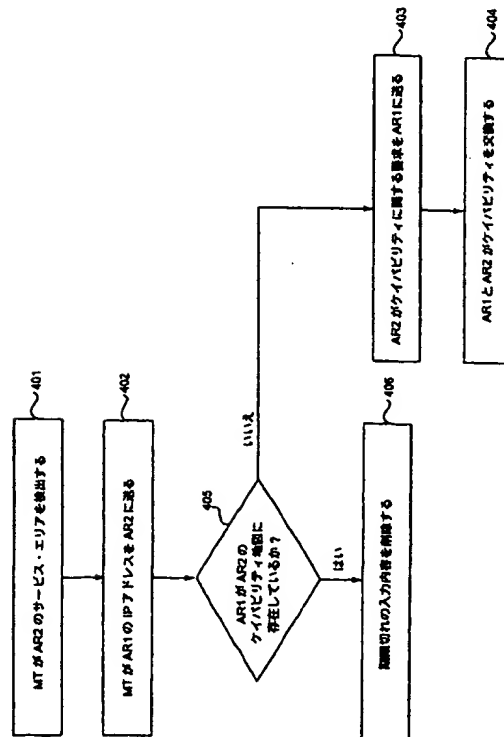 401
MT が AR2 のサービス・エリアを検出する
402
MT が AR1 の IP アドレスを AR2 に送る
405
AR1 が AR2 の
ケイパビリティ地図に
存在しているか？
いいえ
はい
403
AR2 がケイパビリティに関する要求を AR1 に送る
404
AR1 と AR2 がケイパビリティを交換する
406
期限切れの入力内容を削除する